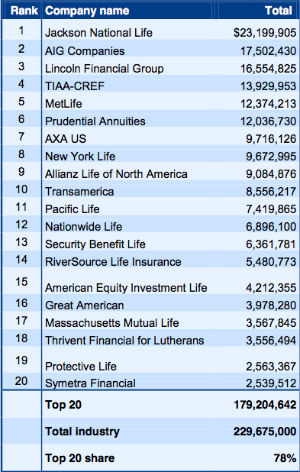 Rank Company name Total
1 Jackson National Life $23,199,905
2 AIG Companies 17,502,430
3 Lincoln Financial Group 16,554,825
4 TIAA-CREF 13,929,953
5 MetLife 12,374,213
6 Prudential Annuities 12,036,730
7 AXA US 9,716,126
8 New York Life 9,672,995
9 Allianz Life of North America 9,084,876
10 Transamerica 8,556,217
11 Pacific Life 7,419,865
12 Nationwide Life 6,896,100
13 Security Benefit Life 6,361,781
14 RiverSource Life Insurance 5,480,773
15 American Equity Investment Life 4,212,355
16 Great American 3,978,280
17 Massachusetts Mutual Life 3,567,845
18 Thrivent Financial for Lutherans 3,556,494
19 Protective Life 2,563,367
20 Symetra Financial 2,539,512
Top 20 179,204,642
Total industry 229,675,000
Top 20 share 78%